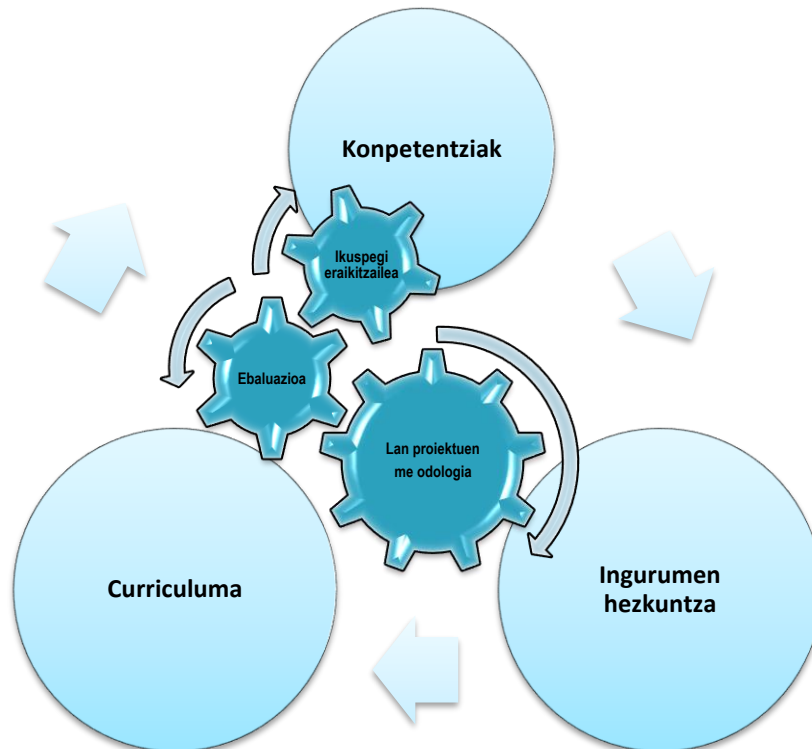 Konpetentziak
Ikuspegi
eraikitzailea
Ebaluazioa
Lan proiektuen
me odologia
Curriculuma
Ingurumen
hezkuntza